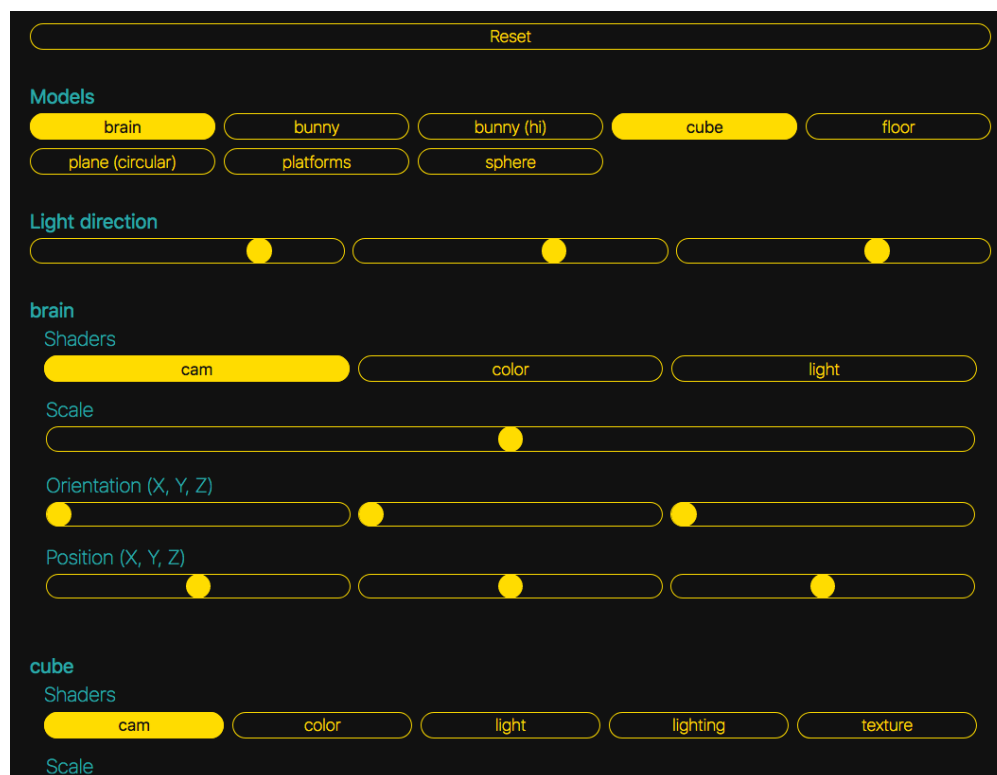 Reset
Models
brain bunny bunny (hi) cube floor
plane (circular) platforms sphere
Light direction
brain
Shaders
cam color light
Scale
Orientation (X, Y, Z)
Position (X, Y, Z)
cube
Shaders
cam color light lighting texture
Scale